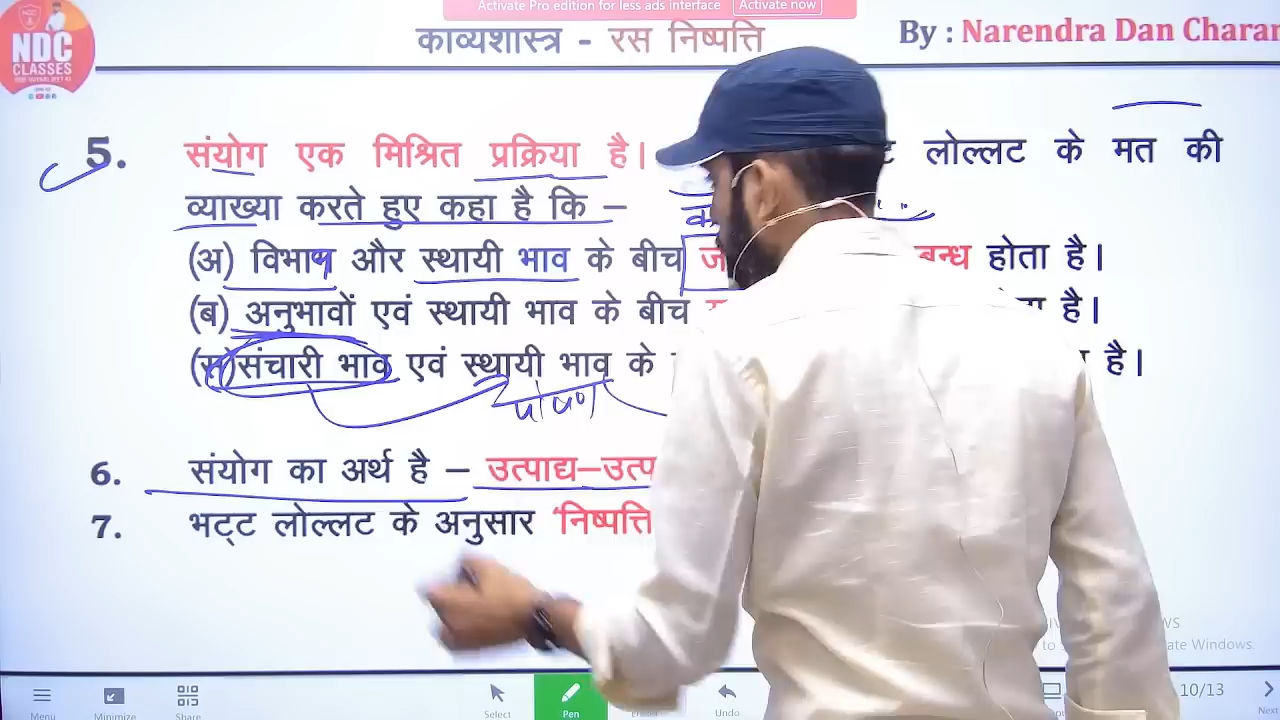 Activate Pro edition for less ads interface Activate now
NDC
CLASSES
काव्यशास्त्र - रस निष्पत्ति
By : Narendra Dan Charan
5. संयोग एक मिश्रित प्रक्रिया है। लोल्लट के मत की
व्याख्या करते हुए कहा है कि –
(अ) विभाव और स्थायी भाव के बीच होता है।
(ब) अनुभावों एवं स्थायी भाव के बीच है।
(स) संचारी भाव एवं स्थायी भाव के है।
पोषण
6. संयोग का अर्थ है – उत्पाद्य–उत्प
7. भट्ट लोल्लट के अनुसार 'निष्पत्ति
Menu Minimize Share Select Pen Undo 10/13 Next